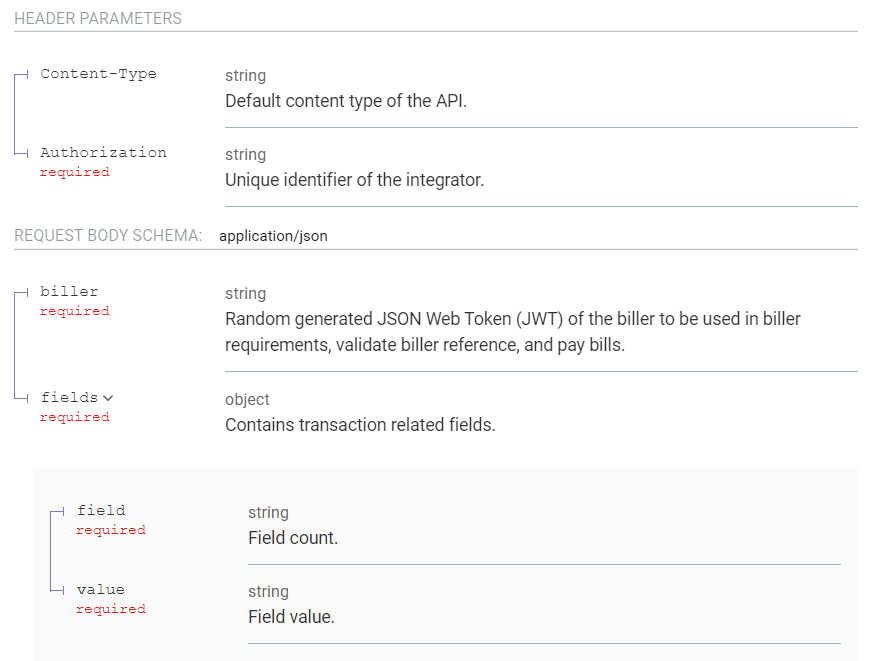 HEADER PARAMETERS
Content-Type
string
Default content type of the API.
Authorization
required
string
Unique identifier of the integrator.
REQUEST BODY SCHEMA: application/json
biller
required
string
Random generated JSON Web Token (JWT) of the biller to be used in biller
requirements, validate biller reference, and pay bills.
fields
required
object
Contains transaction related fields.
field
required
string
Field count.
value
required
string
Field value.